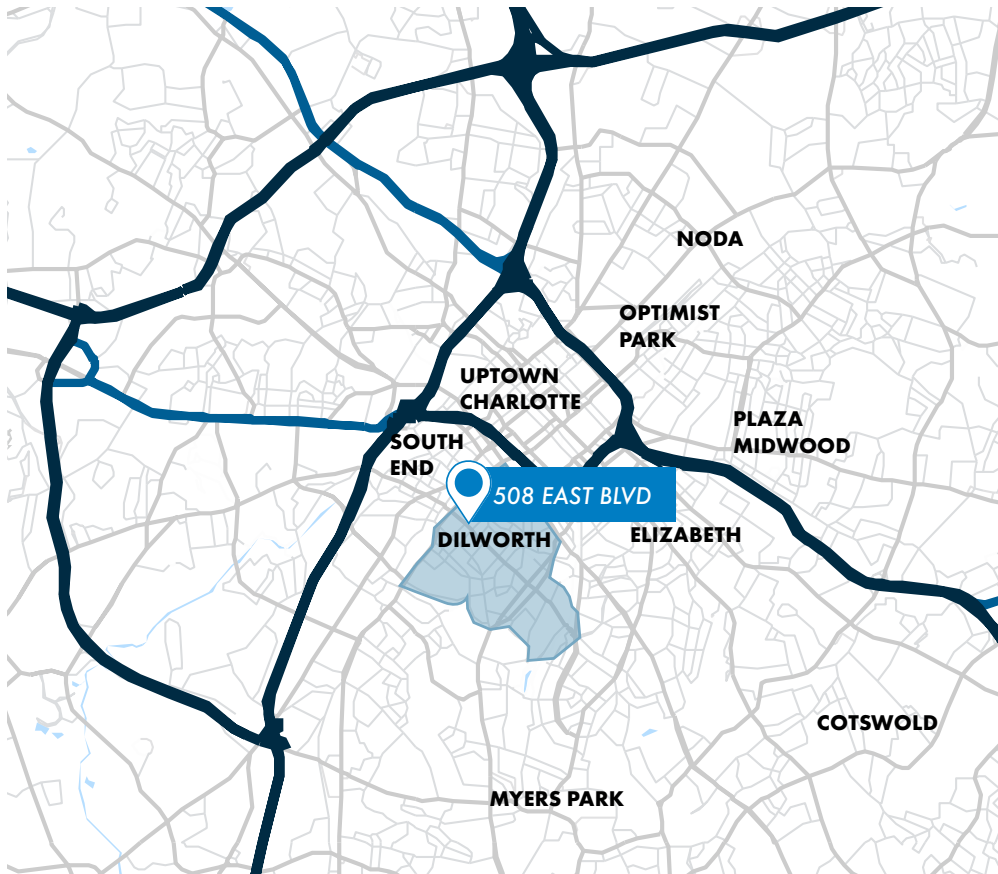 NODA
OPTIMIST
PARK
UPTOWN
CHARLOTTE
PLAZA
MIDWOOD
SOUTH
END
508 EAST BLVD
DILWORTH
ELIZABETH
COTSWOLD
MYERS PARK